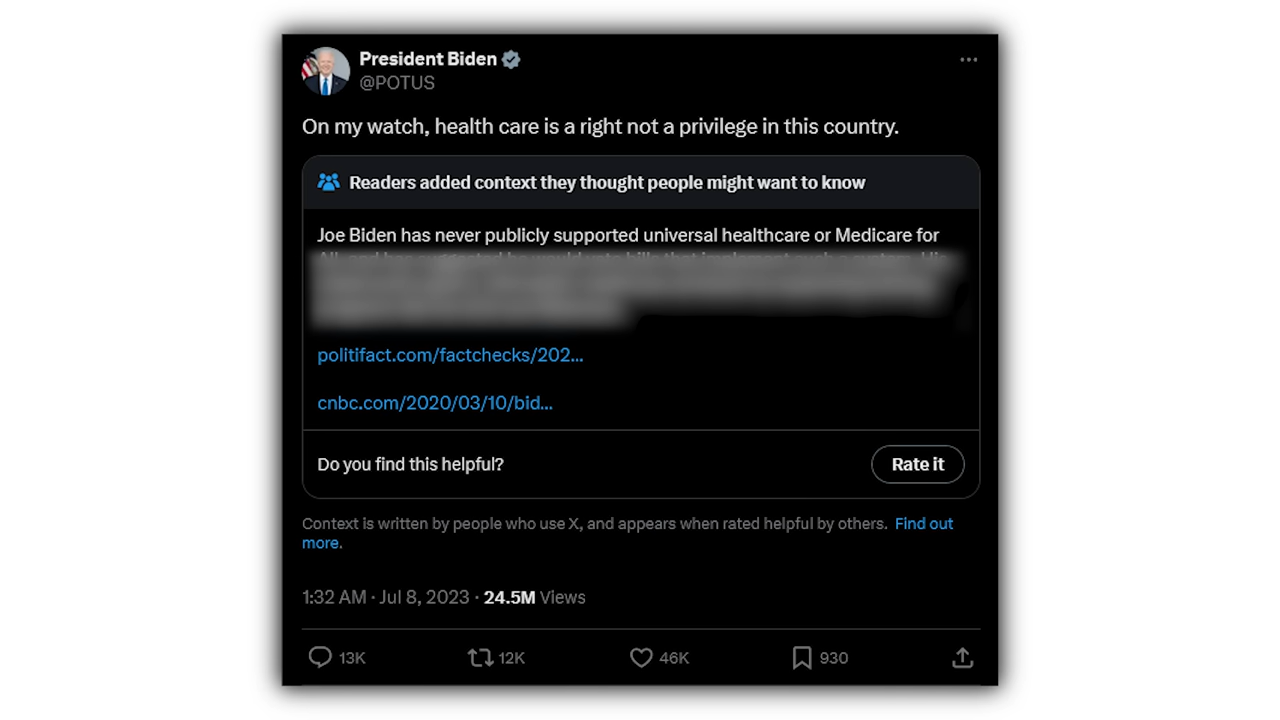 President Biden
@POTUS
On my watch, health care is a right not a privilege in this country.
Readers added context they thought people might want to know
Joe Biden has never publicly supported universal healthcare or Medicare for
politifact.com/factchecks/202...
cnbc.com/2020/03/10/bid...
Do you find this helpful?
Rate it
Context is written by people who use X, and appears when rated helpful by others. Find out
more.
1:32 AM · Jul 8, 2023 · 24.5M Views
13K 12K 46K 930